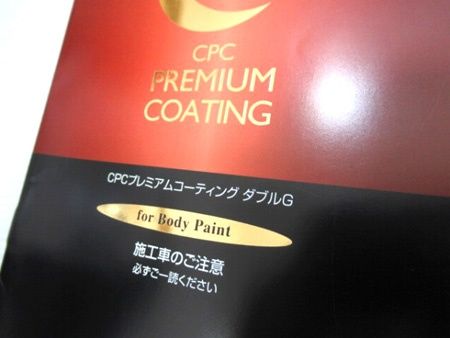 CPC
PREMIUM
COATING
CPCプレミアムコーティング ダブルG
for Body Paint
施工車のご注意
必ずご一読ください